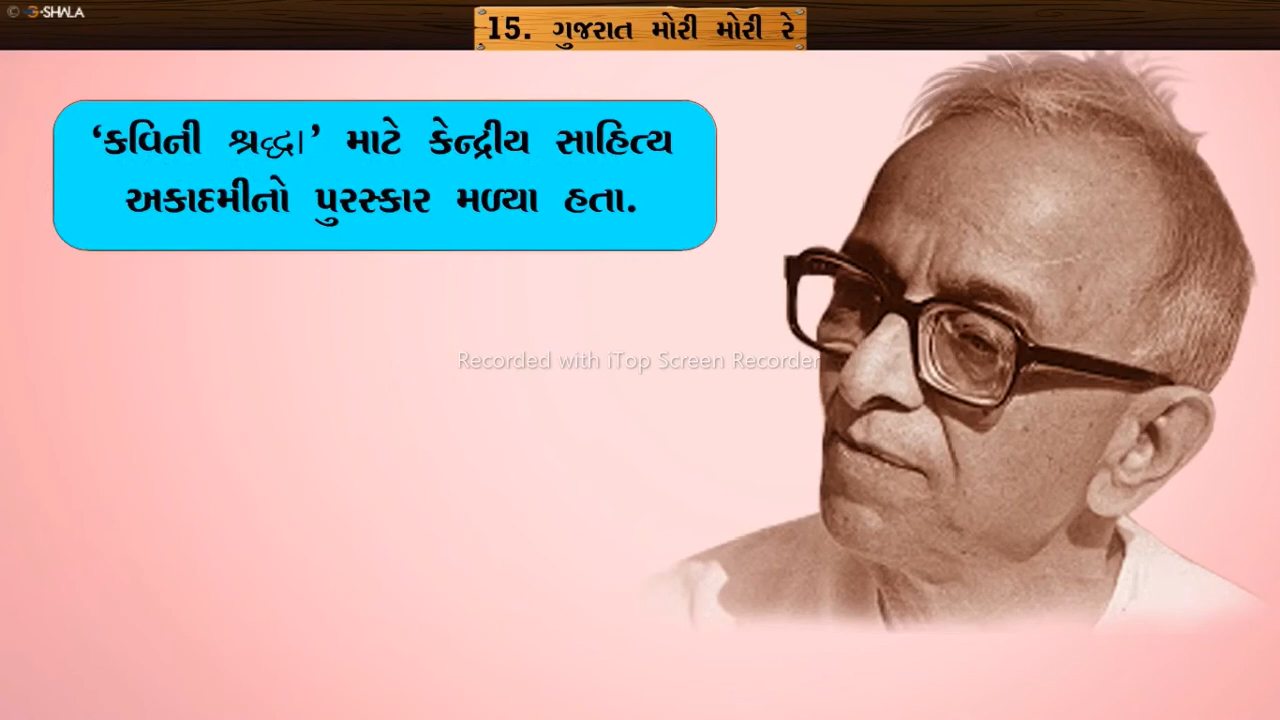 © G-SHALA
15. ગુજરાત મોરી મોરી રે
‘કવિની શ્રદ્ધા’ માટે કેન્દ્રીય સાહિત્ય
અકાદમીનો પુરસ્કાર મળ્યા હતા.
Recorded with iTop Screen Recorder